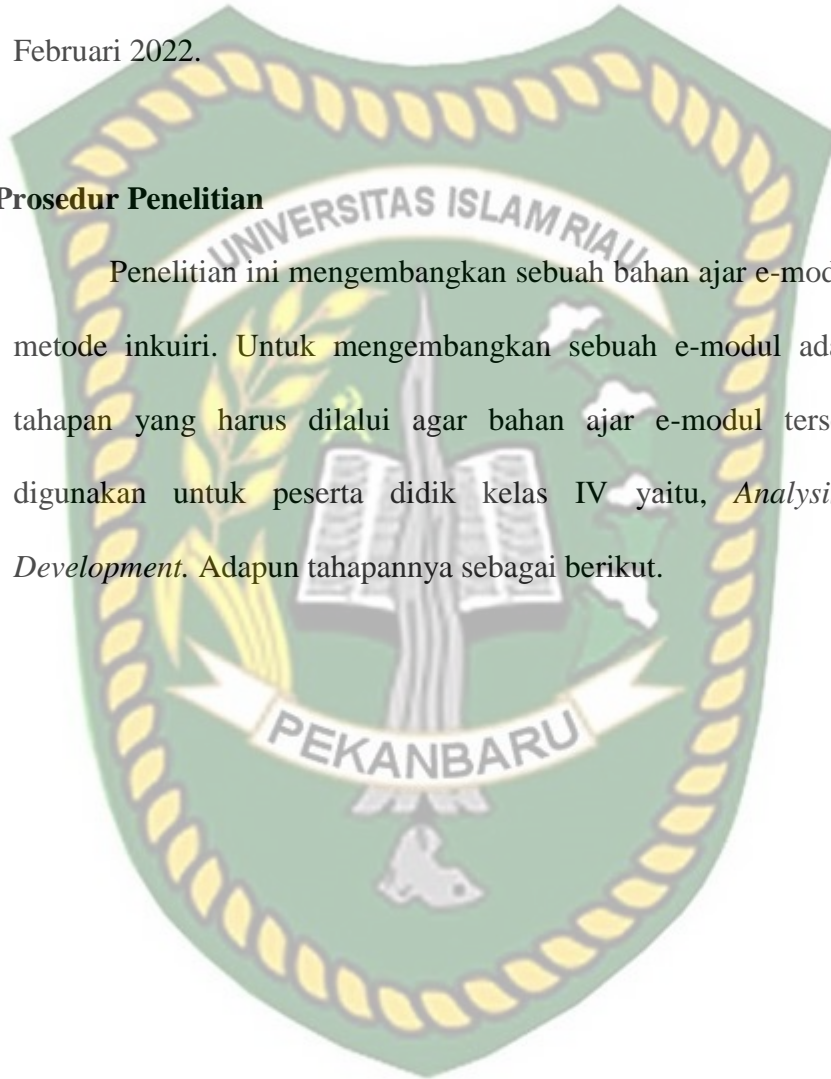 Februari 2022.
Prosedur Penelitian
UNIVERSITAS ISLAM RIAU
Penelitian ini mengembangkan sebuah bahan ajar e-mod
metode inkuiri. Untuk mengembangkan sebuah e-modul ada
tahapan yang harus dilalui agar bahan ajar e-modul ters
digunakan untuk peserta didik kelas IV yaitu, Analysi
Development. Adapun tahapannya sebagai berikut.
PEKANBARU